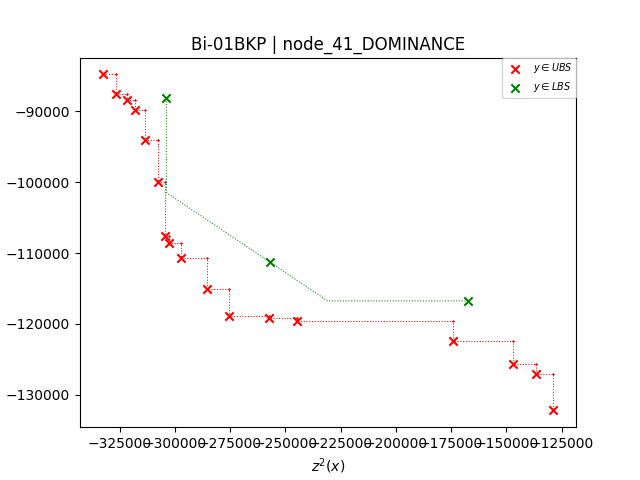 Bi-01BKP | node_41_DOMINANCE
y ∈ UBS
y ∈ LBS
−90000
−100000
−110000
−120000
−130000
−325000 −300000 −275000 −250000 −225000 −200000 −175000 −150000 −125000
z²(x)